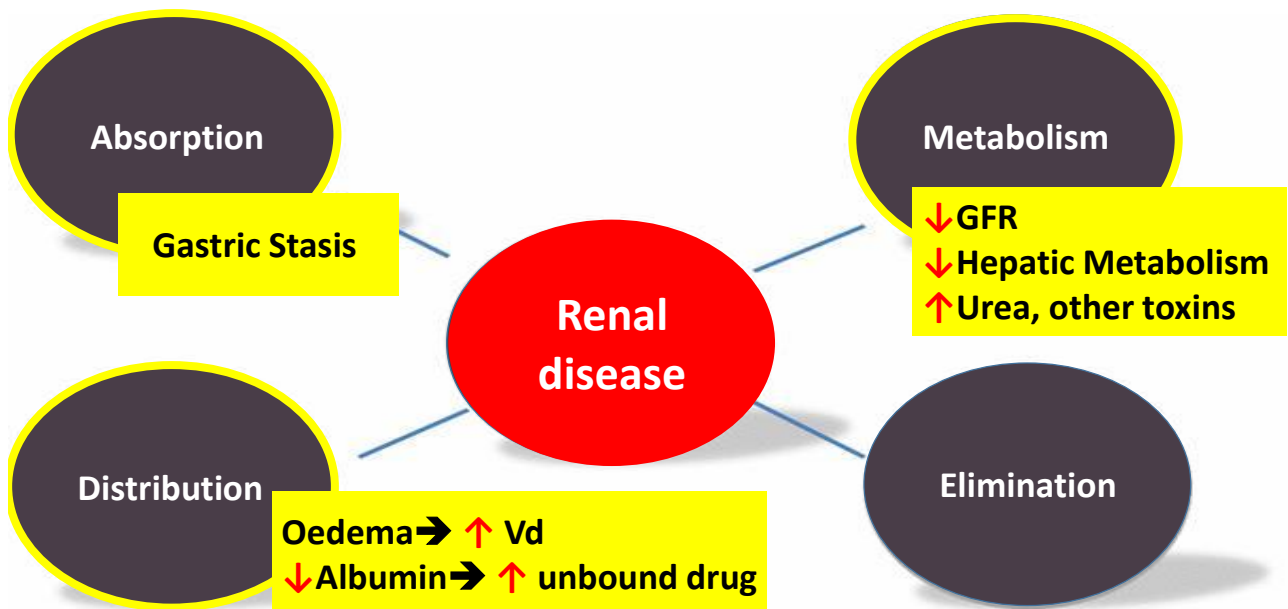 Absorption
Gastric Stasis
Metabolism
↓GFR
↓Hepatic Metabolism
↑Urea, other toxins
Renal
disease
Distribution
Oedema➔ ↑ Vd
↓Albumin➔ ↑ unbound drug
Elimination